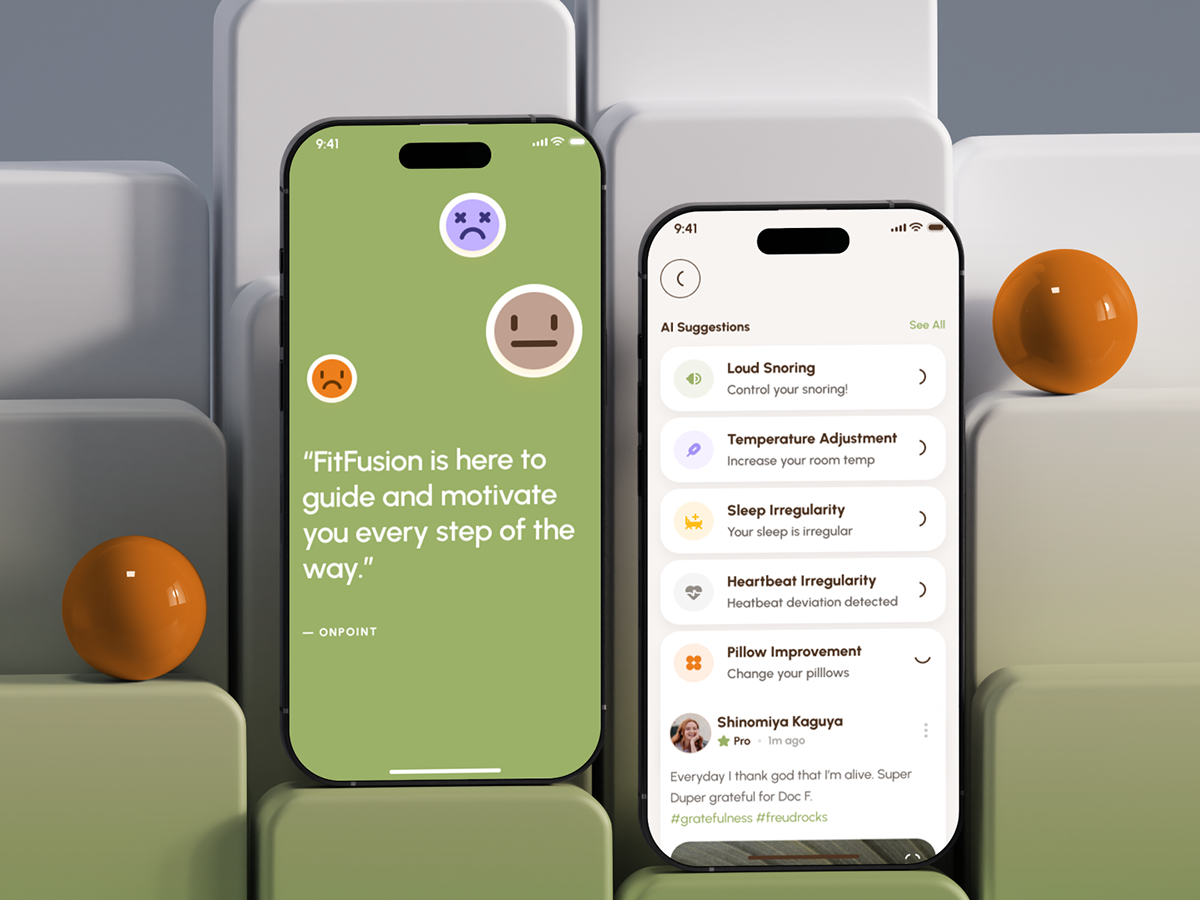 9:41
“FitFusion is here to
guide and motivate
you every step of the
way.”
— ONPOINT
9:41
AI Suggestions
See All
Loud Snoring
Control your snoring!
Temperature Adjustment
Increase your room temp
Sleep Irregularity
Your sleep is irregular
Heartbeat Irregularity
Heatbeat deviation detected
Pillow Improvement
Change your pilllows
Shinomiya Kaguya
Pro • 1m ago
Everyday I thank god that I'm alive. Super
Duper grateful for Doc F.
#gratefulness #freudrocks